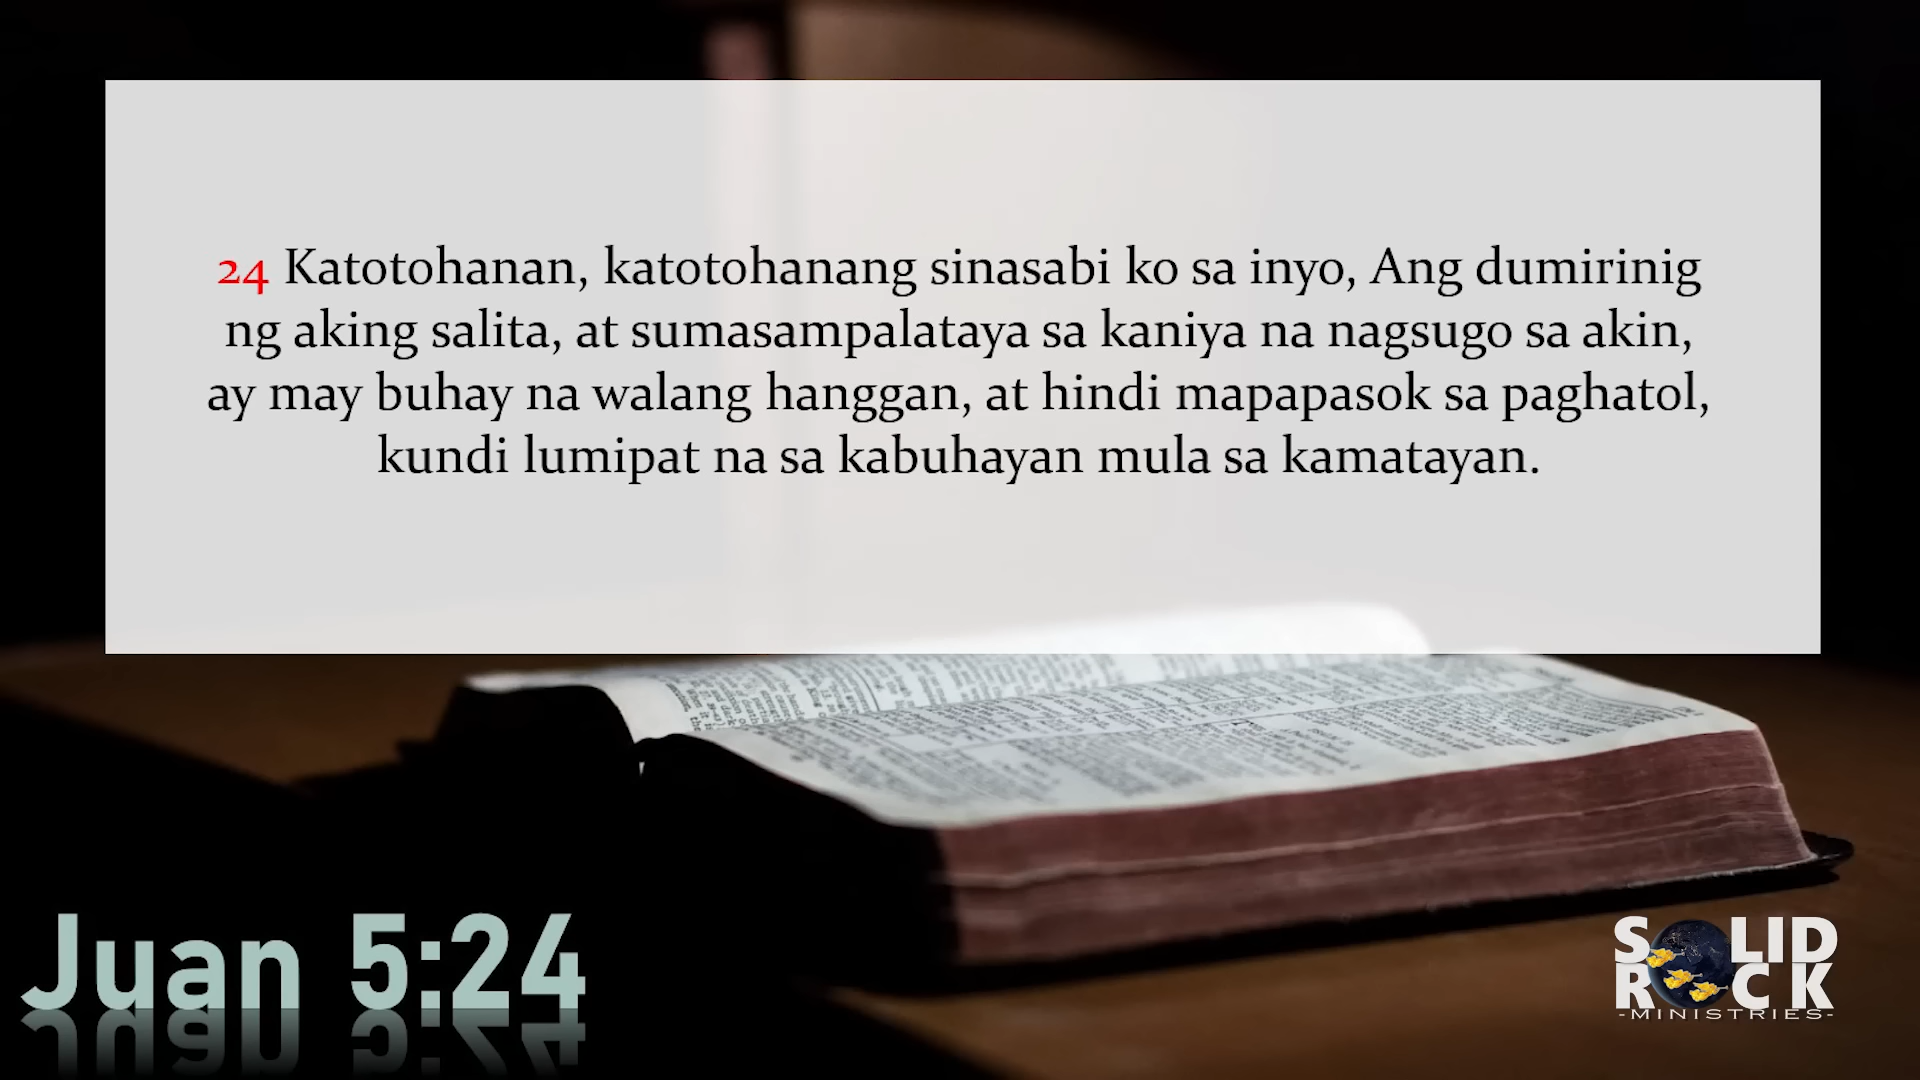 24 Katotohanan, katotohanang sinasabi ko sa inyo, Ang dumirinig
ng aking salita, at sumasampalataya sa kaniya na nagsugo sa akin,
ay may buhay na walang hanggan, at hindi mapapasok sa paghatol,
kundi lumipat na sa kabuhayan mula sa kamatayan.
Juan 5:24
SOLID
ROCK
-MINISTRIES-